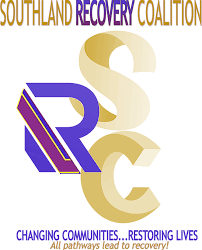 SOUTHLAND RECOVERY COALITION
S
R
C
CHANGING COMMUNITIES...RESTORING LIVES
All pathways lead to recovery!